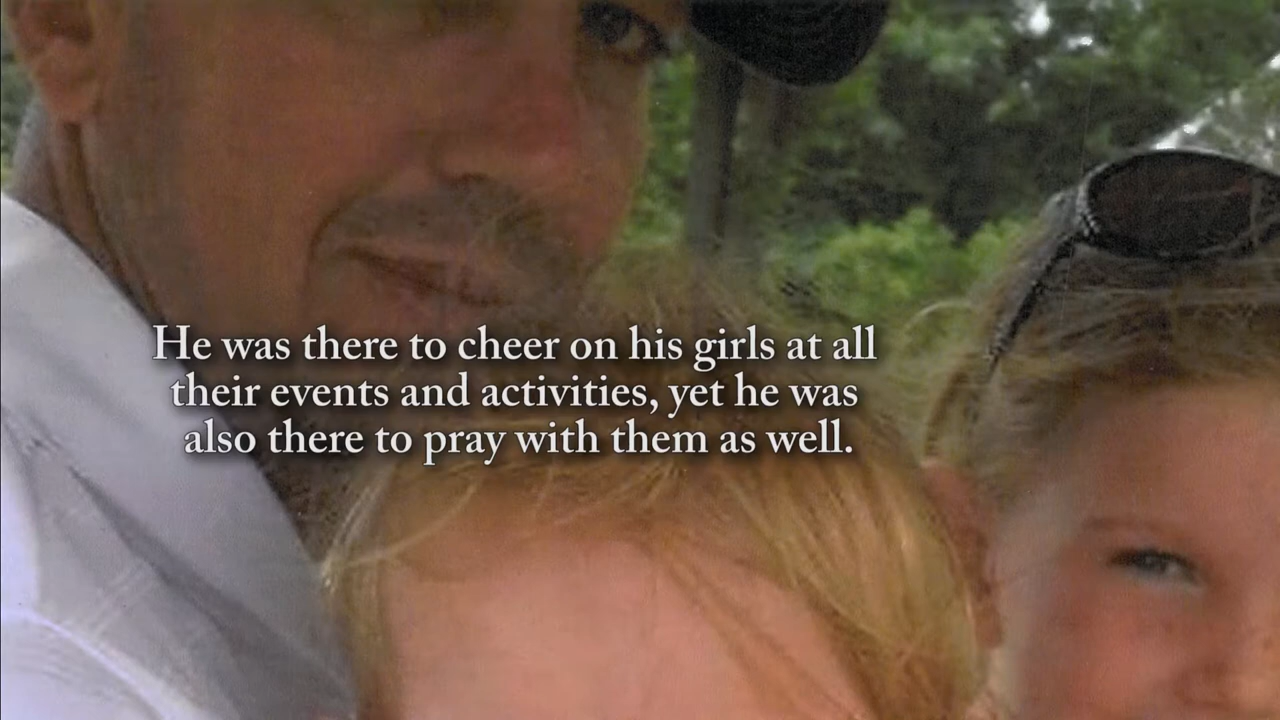 He was there to cheer on his girls at all
their events and activities, yet he was
also there to pray with them as well.